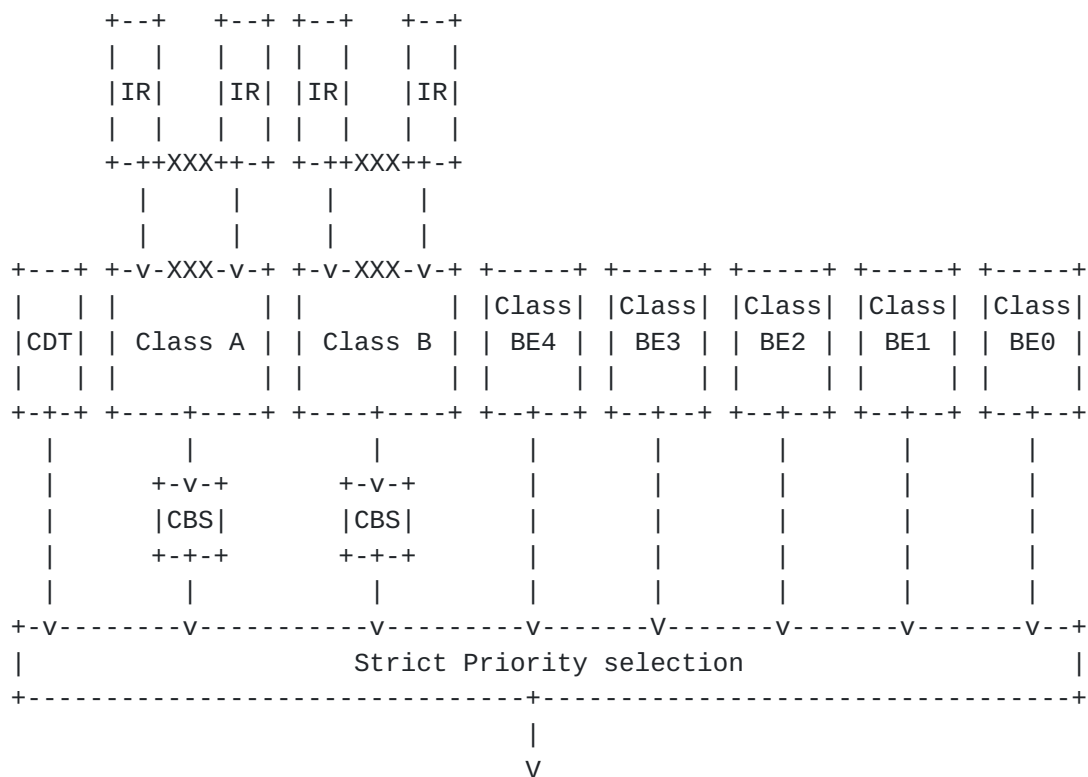 +--+   +--+ +--+   +--+
      |  |   |  | |  |   |  |
      |IR|   |IR| |IR|   |IR|
      |  |   |  | |  |   |  |
      +-++XXX++-+ +-++XXX++-+
        |     |     |     |
        |     |     |     |
+---+ +-v-XXX-v-+ +-v-XXX-v-+ +-----+ +-----+ +-----+ +-----+ +-----+
|   | |         | |         | |Class| |Class| |Class| |Class| |Class|
|CDT| | Class A | | Class B | | BE4 | | BE3 | | BE2 | | BE1 | | BE0 |
|   | |         | |         | |     | |     | |     | |     | |     |
+-+-+ +----+----+ +----+----+ +--+--+ +--+--+ +--+--+ +--+--+ +--+--+
  |        |           |         |       |       |       |       |
  |      +-v-+       +-v-+       |       |       |       |       |
  |      |CBS|       |CBS|       |       |       |       |       |
  |      +-+-+       +-+-+       |       |       |       |       |
  |        |           |         |       |       |       |       |
+-v--------v-----------v---------v-------V-------v-------v-------v--+
|                     Strict Priority selection                     |
+--------------------------------+----------------------------------+
                                 |
                                 V